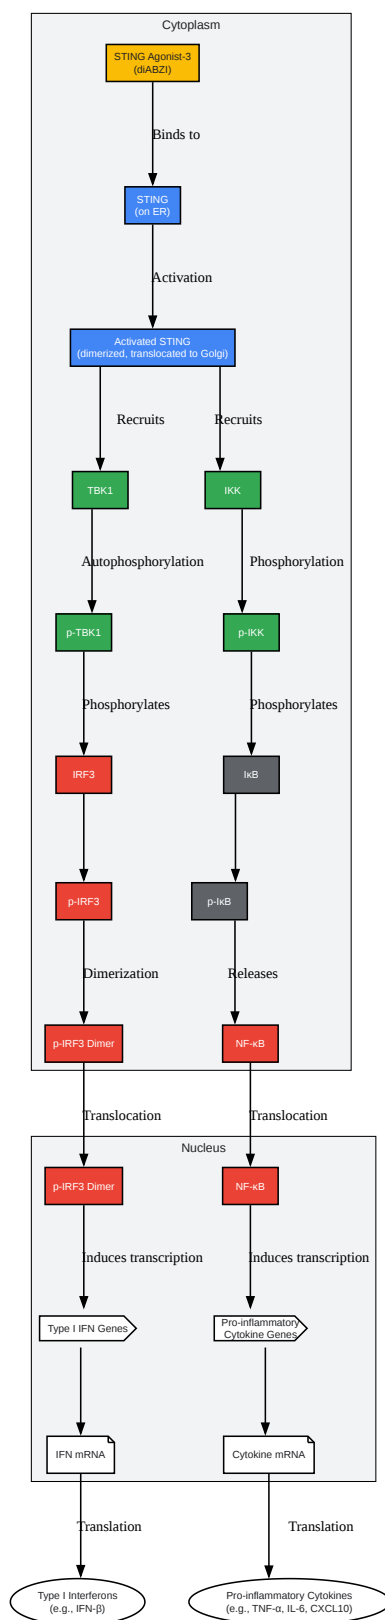 Cytoplasm
STING Agonist-3
(diABZI)
Binds to
STING
(on ER)
Activation
Activated STING
(dimerized, translocated to Golgi)
Recruits
Recruits
TBK1
IKK
Autophosphorylation
Phosphorylation
p-TBK1
p-IKK
Phosphorylates
Phosphorylates
IRF3
IκB
p-IRF3
p-IκB
Dimerization
Releases
p-IRF3 Dimer
NF-κB
Translocation
Translocation
Nucleus
p-IRF3 Dimer
NF-κB
Induces transcription
Induces transcription
Type I IFN Genes
Pro-inflammatory
Cytokine Genes
IFN mRNA
Cytokine mRNA
Translation
Translation
Type I Interferons
(e.g., IFN-β)
Pro-inflammatory Cytokines
(e.g., TNF-α, IL-6, CXCL10)